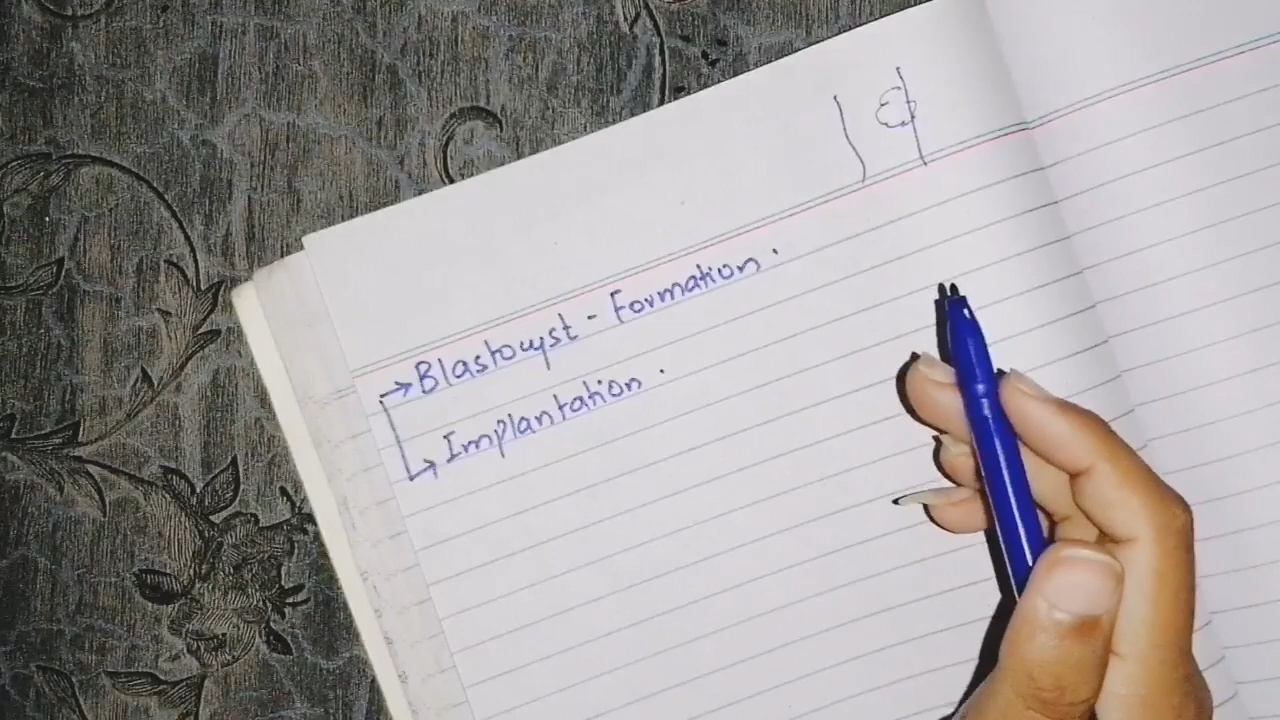 → Blastocyst - Formation.
→ Implantation.